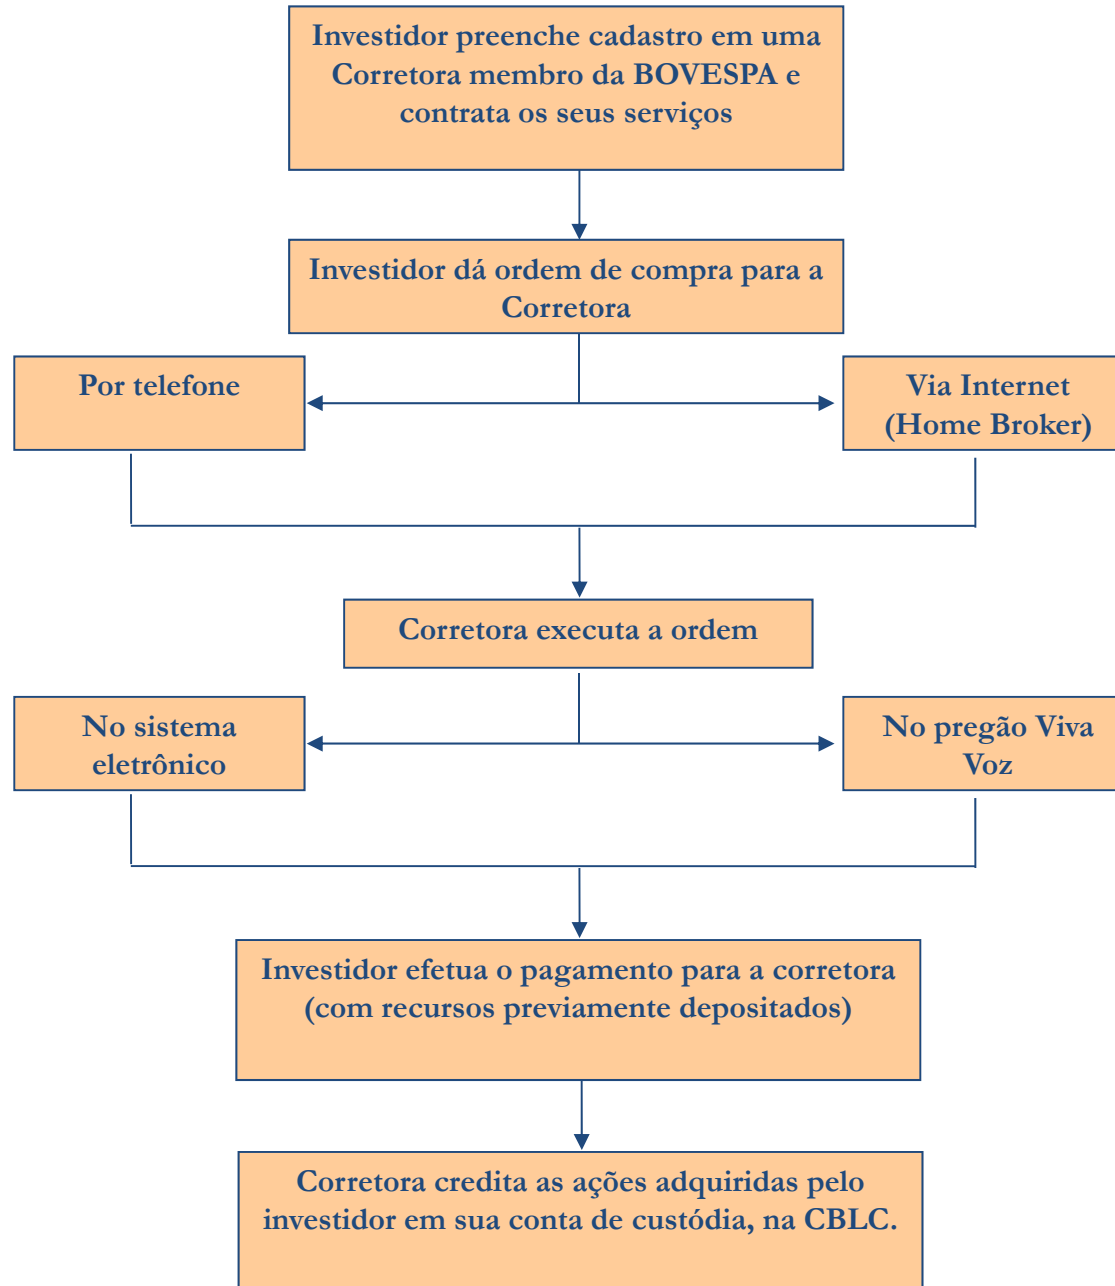 Investidor preenche cadastro em uma
Corretora membro da BOVESPA e
contrata os seus serviços
Investidor dá ordem de compra para a
Corretora
Por telefone
Via Internet
(Home Broker)
Corretora executa a ordem
No sistema
eletrônico
No pregão Viva
Voz
Investidor efetua o pagamento para a corretora
(com recursos previamente depositados)
Corretora credita as ações adquiridas pelo
investidor em sua conta de custódia, na CBLC.